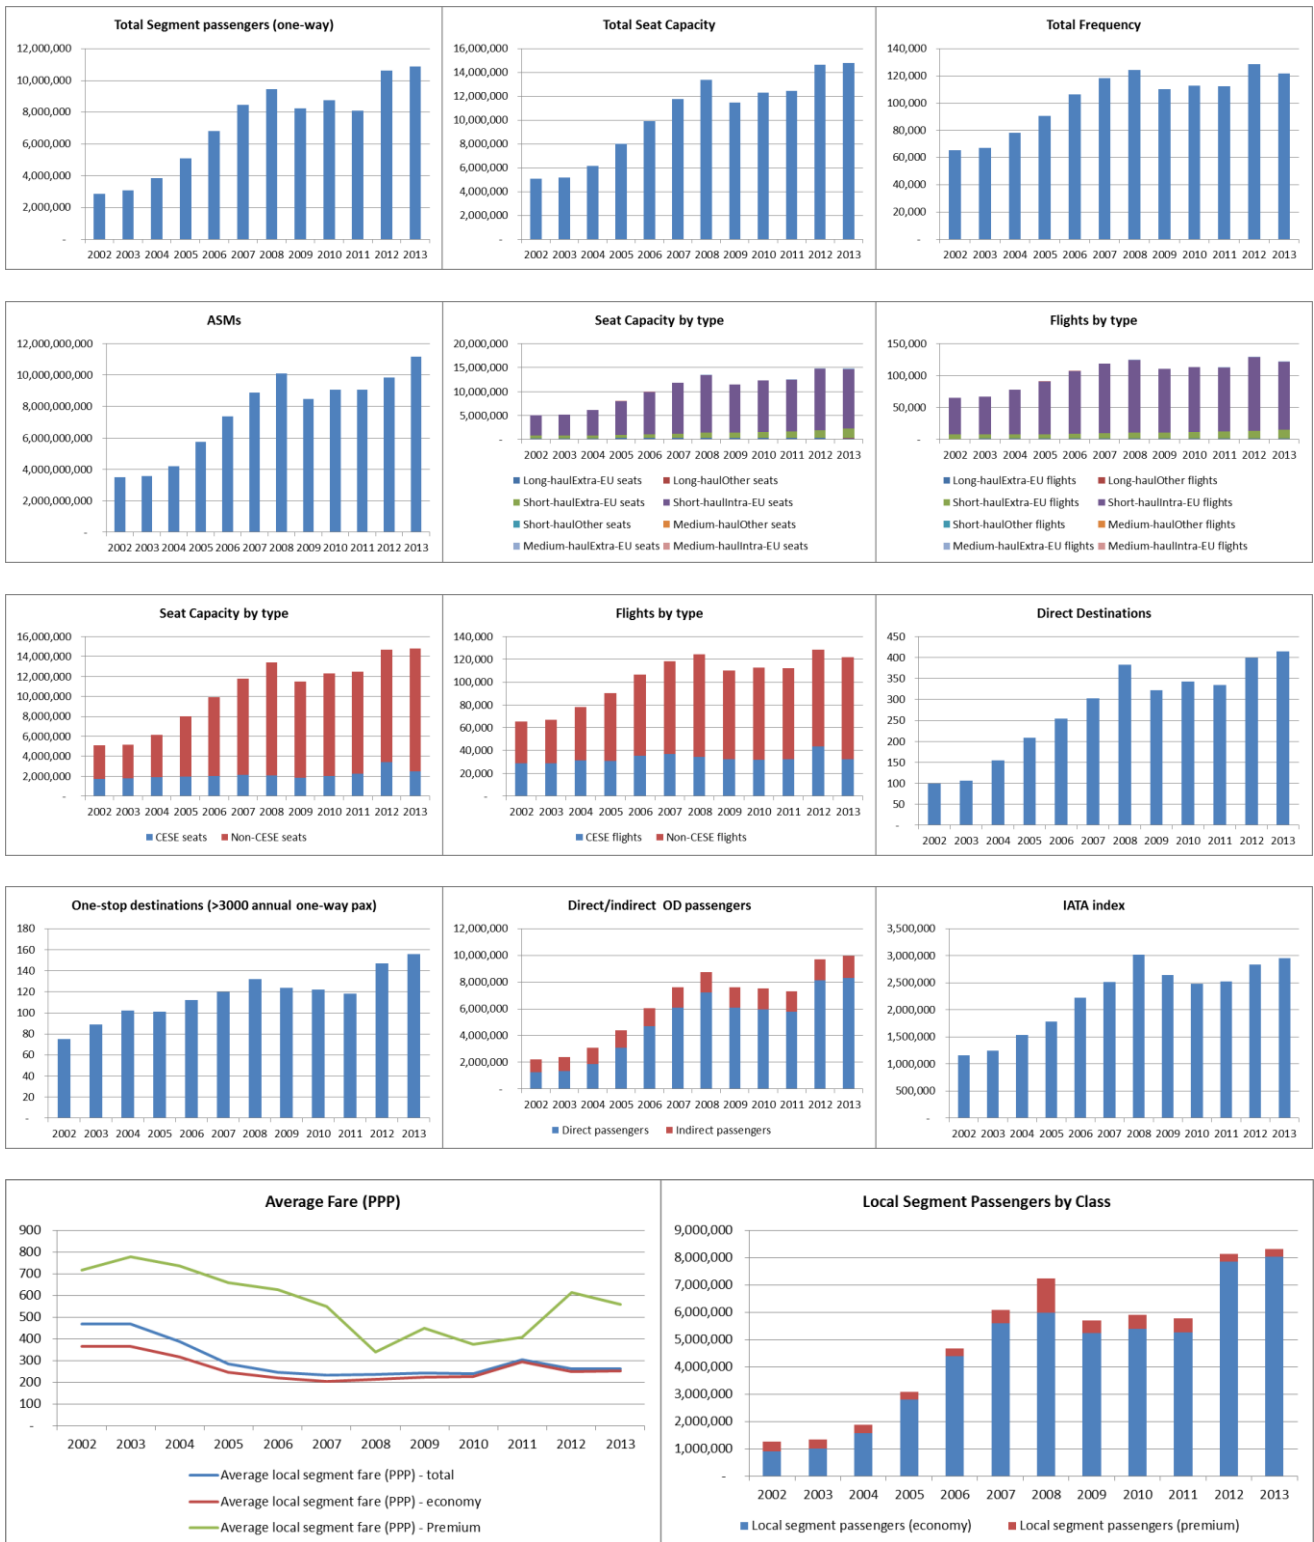 Total Segment passengers (one-way)
12,000,000
10,000,000
8,000,000
6,000,000
4,000,000
2,000,000
-
2002 2003 2004 2005 2006 2007 2008 2009 2010 2011 2012 2013
Total Seat Capacity
16,000,000
14,000,000
12,000,000
10,000,000
8,000,000
6,000,000
4,000,000
2,000,000
-
2002 2003 2004 2005 2006 2007 2008 2009 2010 2011 2012 2013
Total Frequency
140,000
120,000
100,000
80,000
60,000
40,000
20,000
-
2002 2003 2004 2005 2006 2007 2008 2009 2010 2011 2012 2013
ASMs
12,000,000,000
10,000,000,000
8,000,000,000
6,000,000,000
4,000,000,000
2,000,000,000
-
2002 2003 2004 2005 2006 2007 2008 2009 2010 2011 2012 2013
Seat Capacity by type
20,000,000
15,000,000
10,000,000
5,000,000
-
2002 2003 2004 2005 2006 2007 2008 2009 2010 2011 2012 2013
Long-haulExtra-EU seats Long-haulOther seats
Short-haulExtra-EU seats Short-haulIntra-EU seats
Short-haulOther seats Medium-haulOther seats
Medium-haulExtra-EU seats Medium-haulIntra-EU seats
Flights by type
150,000
100,000
50,000
-
2002 2003 2004 2005 2006 2007 2008 2009 2010 2011 2012 2013
Long-haulExtra-EU flights Long-haulOther flights
Short-haulExtra-EU flights Short-haulIntra-EU flights
Short-haulOther flights Medium-haulOther flights
Medium-haulExtra-EU flights Medium-haulIntra-EU flights
Seat Capacity by type
16,000,000
14,000,000
12,000,000
10,000,000
8,000,000
6,000,000
4,000,000
2,000,000
-
2002 2003 2004 2005 2006 2007 2008 2009 2010 2011 2012 2013
CESE seats Non-CESE seats
Flights by type
140,000
120,000
100,000
80,000
60,000
40,000
20,000
-
2002 2003 2004 2005 2006 2007 2008 2009 2010 2011 2012 2013
CESE flights Non-CESE flights
Direct Destinations
450
400
350
300
250
200
150
100
50
-
2002 2003 2004 2005 2006 2007 2008 2009 2010 2011 2012 2013
One-stop destinations (>3000 annual one-way pax)
180
160
140
120
100
80
60
40
20
-
2002 2003 2004 2005 2006 2007 2008 2009 2010 2011 2012 2013
Direct/indirect OD passengers
12,000,000
10,000,000
8,000,000
6,000,000
4,000,000
2,000,000
-
2002 2003 2004 2005 2006 2007 2008 2009 2010 2011 2012 2013
Direct passengers Indirect passengers
IATA index
3,500,000
3,000,000
2,500,000
2,000,000
1,500,000
1,000,000
500,000
-
2002 2003 2004 2005 2006 2007 2008 2009 2010 2011 2012 2013
Average Fare (PPP)
900
800
700
600
500
400
300
200
100
-
2002 2003 2004 2005 2006 2007 2008 2009 2010 2011 2012 2013
Average local segment fare (PPP) - total
Average local segment fare (PPP) - economy
Average local segment fare (PPP) - Premium
Local Segment Passengers by Class
9,000,000
8,000,000
7,000,000
6,000,000
5,000,000
4,000,000
3,000,000
2,000,000
1,000,000
-
2002 2003 2004 2005 2006 2007 2008 2009 2010 2011 2012 2013
Local segment passengers (economy) Local segment passengers (premium)